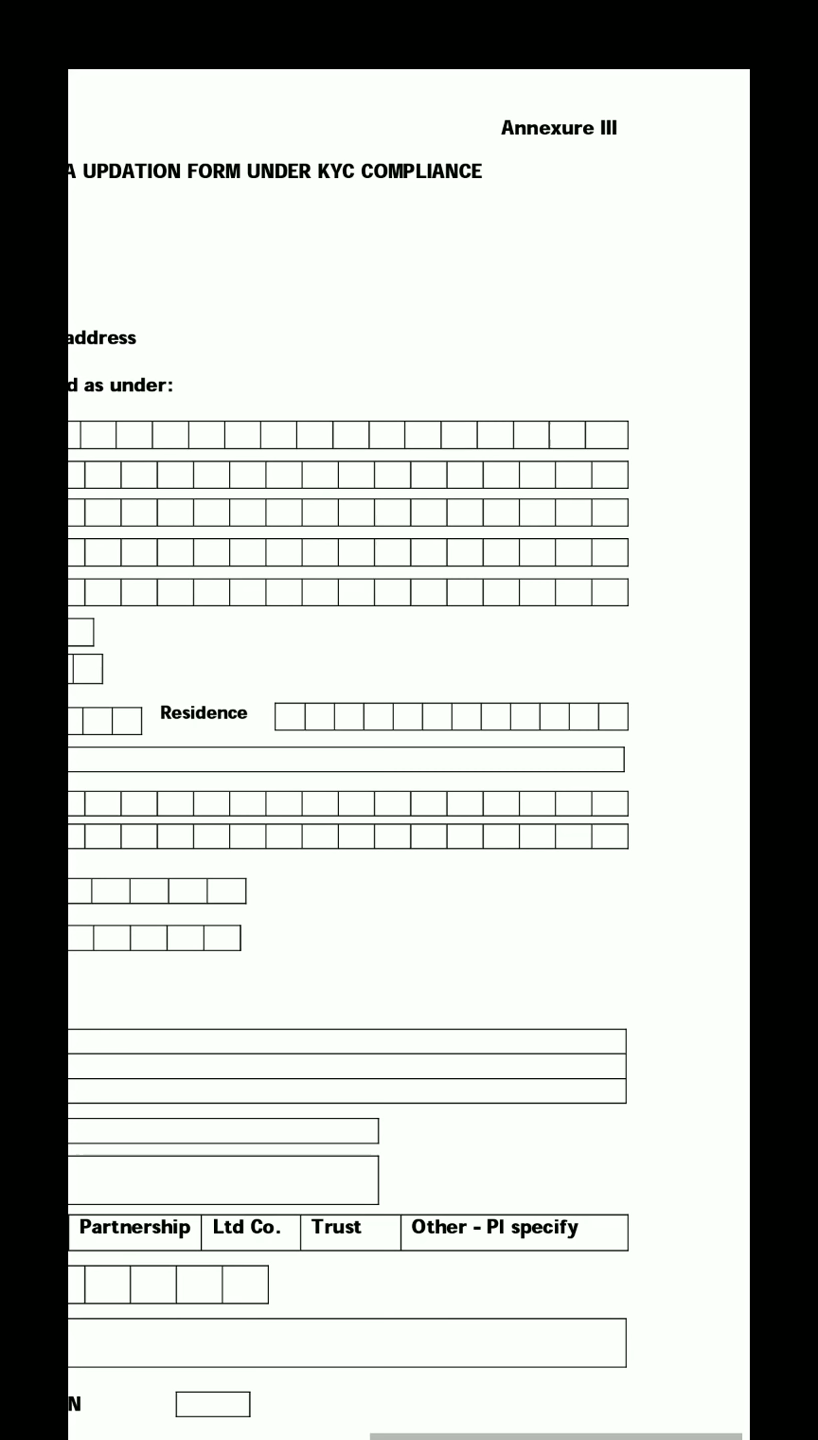 Annexure III
A UPDATION FORM UNDER KYC COMPLIANCE
address
d as under:
Residence
Partnership Ltd Co. Trust Other - Pl specify
N